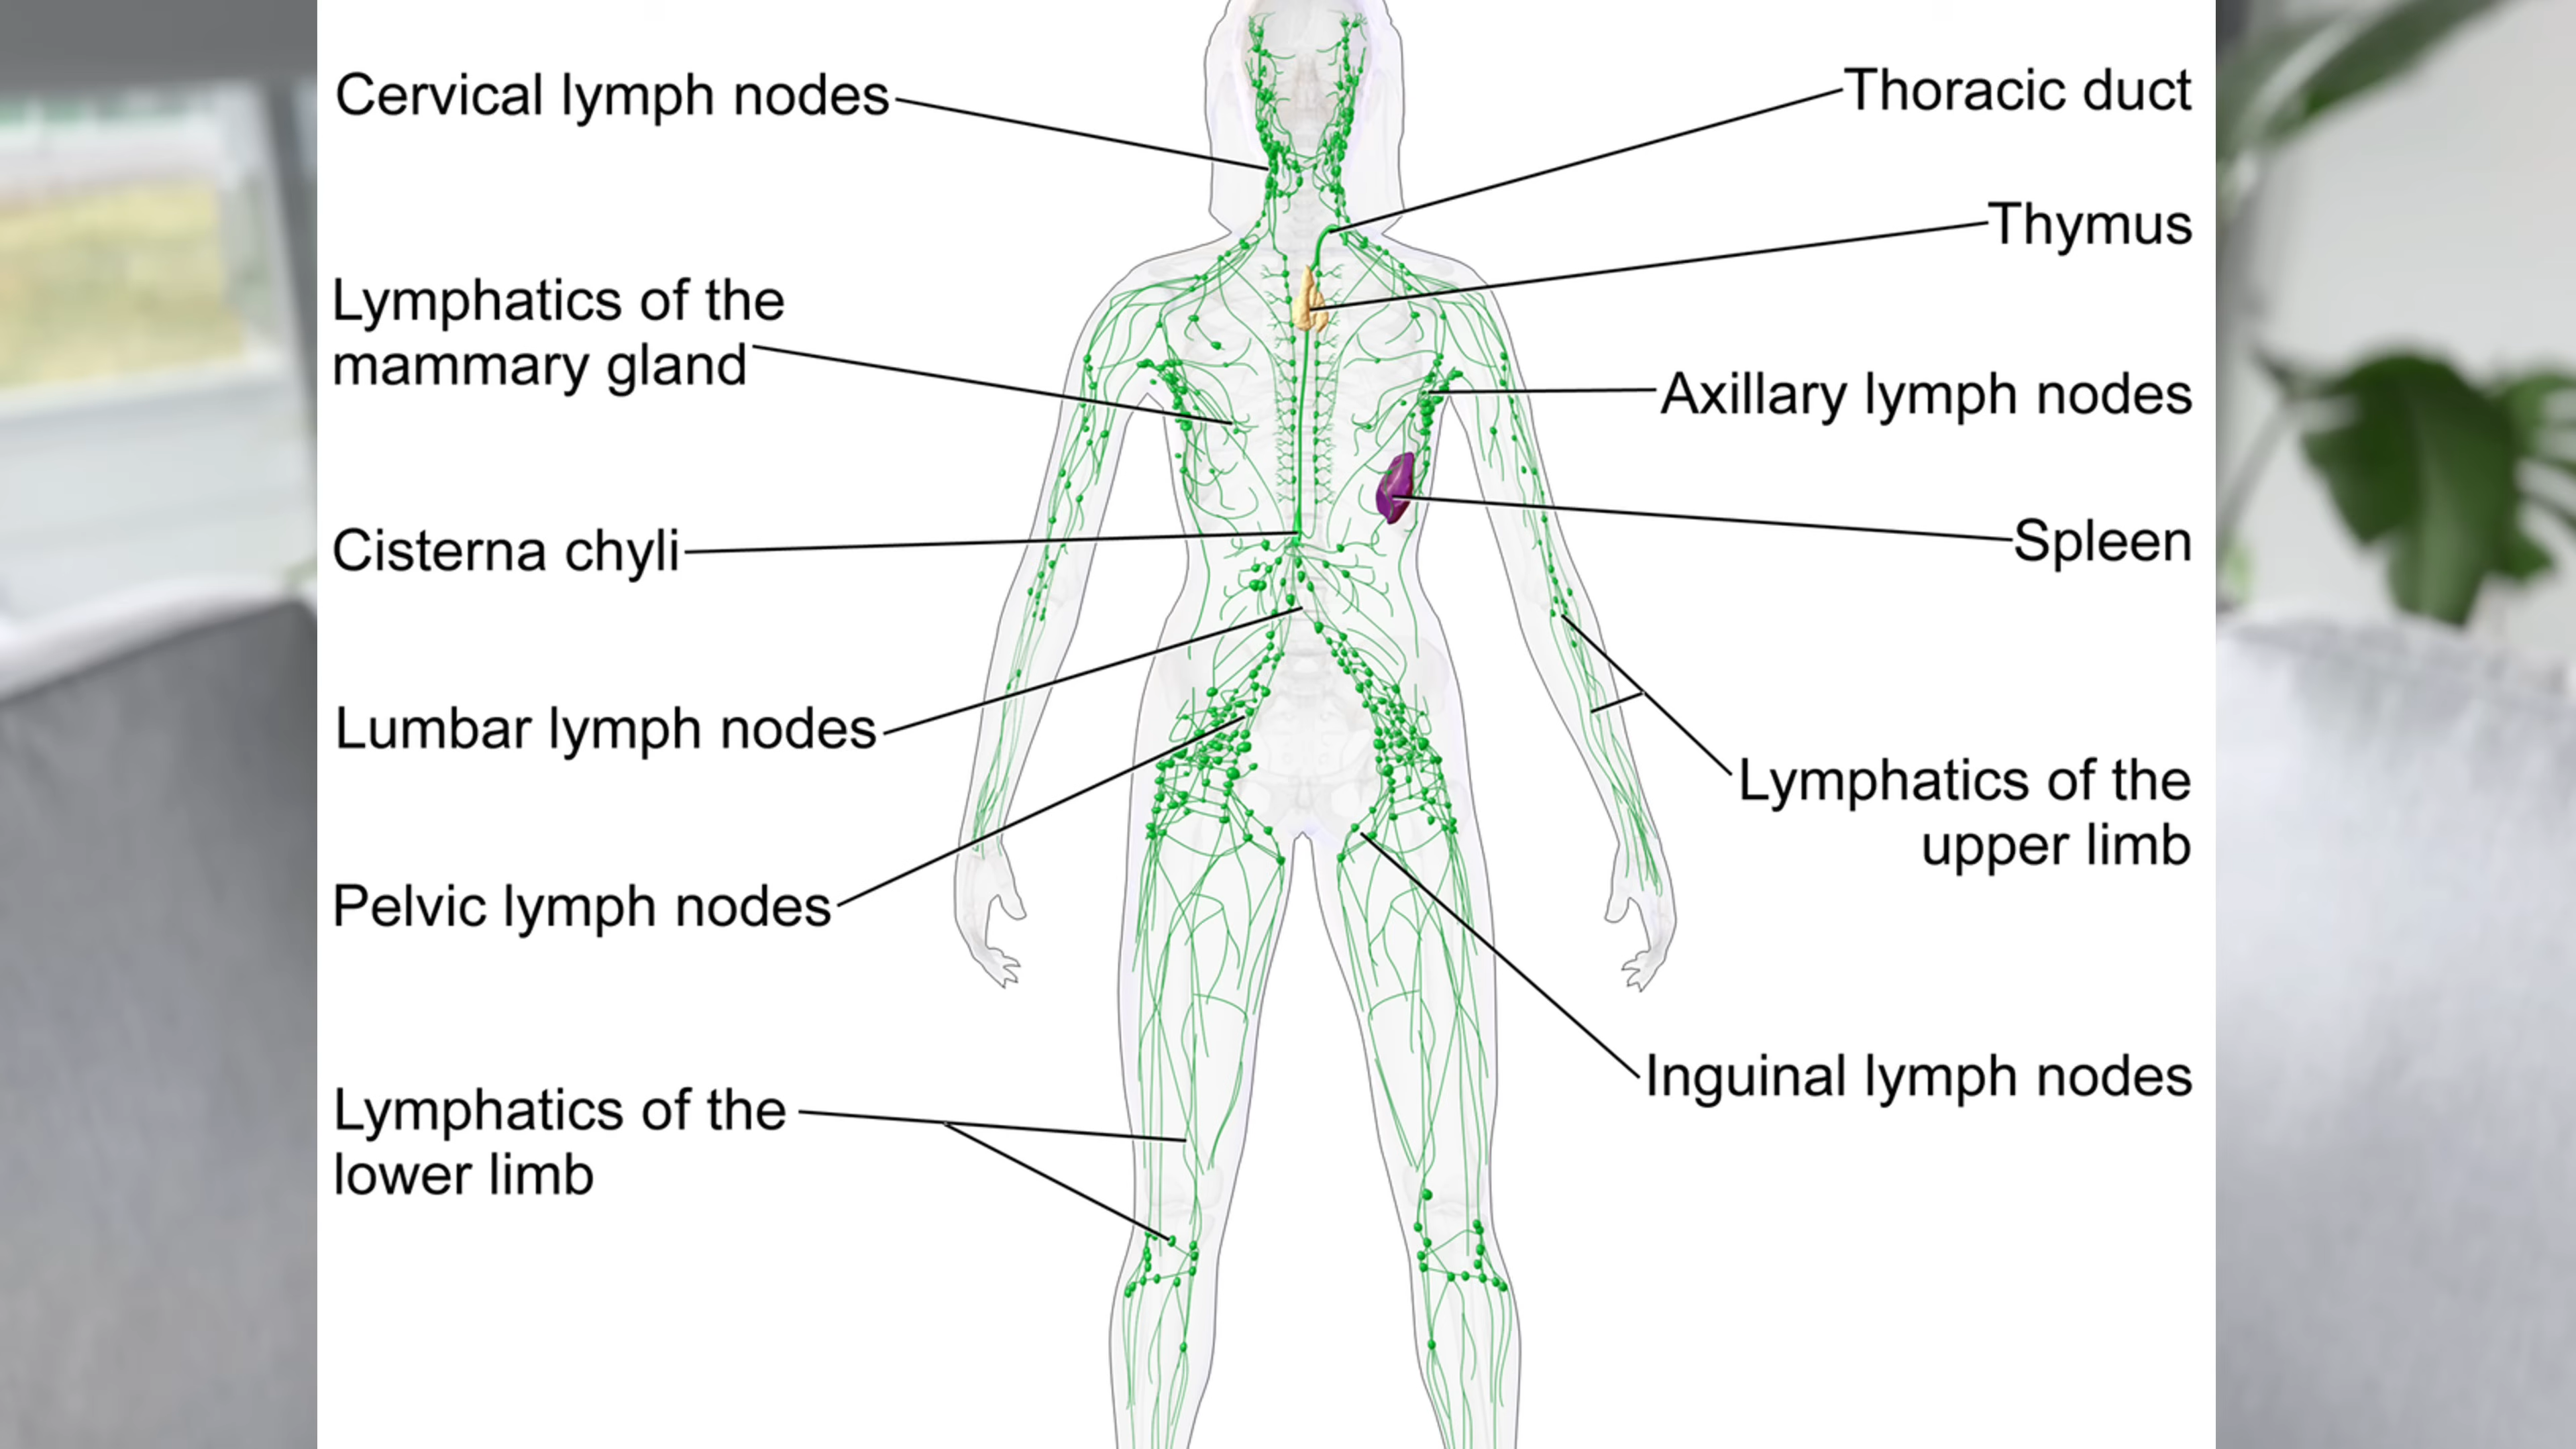 Cervical lymph nodes
Lymphatics of the
mammary gland
Cisterna chyli
Lumbar lymph nodes
Pelvic lymph nodes
Lymphatics of the
lower limb
Thoracic duct
Thymus
Axillary lymph nodes
Spleen
Lymphatics of the
upper limb
Inguinal lymph nodes